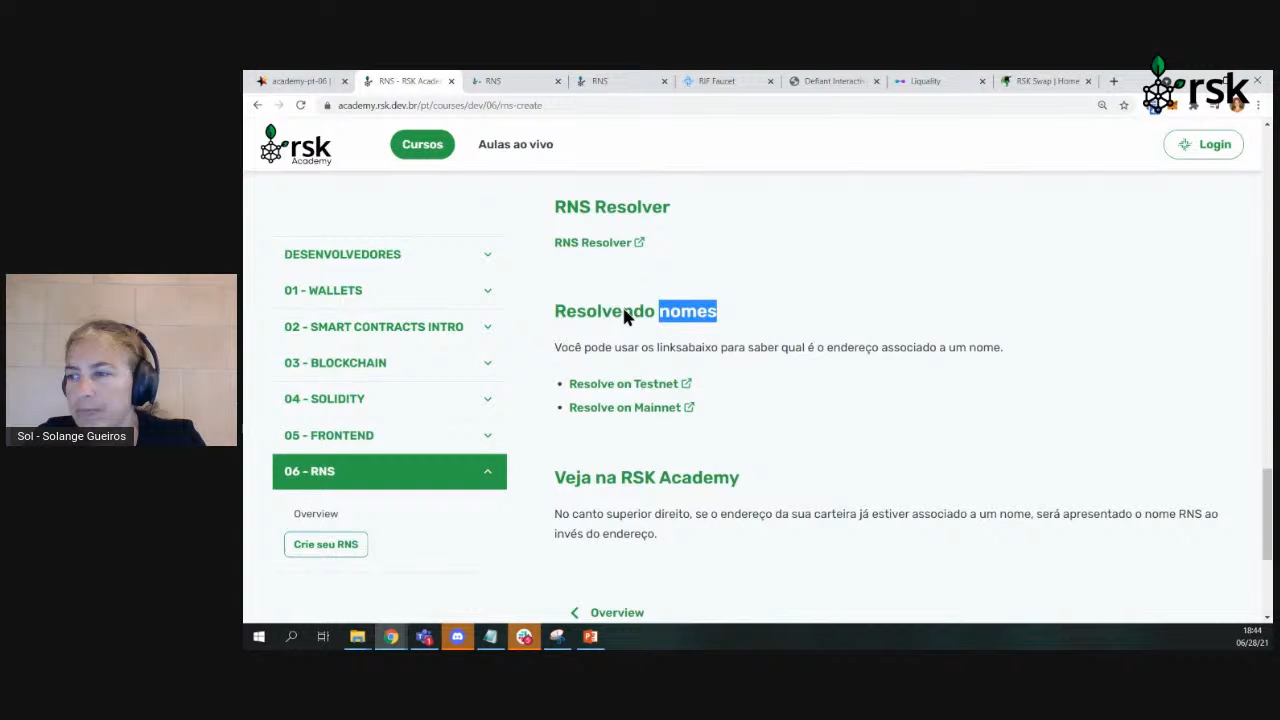 academy-pt-06 |
RNS - RSK Acade
RNS
RNS
RIF Faucet
Defiant Interacti
Liquality
RSK Swap | Home
rsk
academy.rsk.dev.br/pt/courses/dev/06/rns-create
rsk
Academy
Cursos
Aulas ao vivo
Login
DESENVOLVEDORES
01 - WALLETS
02 - SMART CONTRACTS INTRO
03 - BLOCKCHAIN
04 - SOLIDITY
05 - FRONTEND
06 - RNS
Overview
Crie seu RNS
RNS Resolver
RNS Resolver
Resolvendo nomes
Você pode usar os linksabaixo para saber qual é o endereço associado a um nome.
• Resolve on Testnet
• Resolve on Mainnet
Veja na RSK Academy
No canto superior direito, se o endereço da sua carteira já estiver associado a um nome, será apresentado o nome RNS ao
invés do endereço.
Overview
Sol - Solange Gueiros
18:44
06/28/21